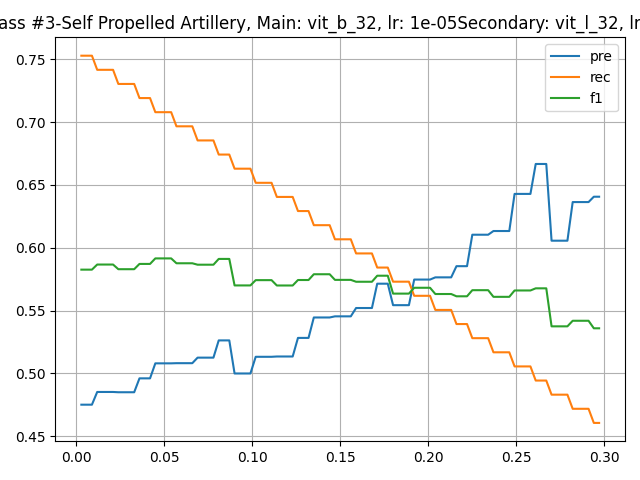 ass #3-Self Propelled Artillery, Main: vit_b_32, lr: 1e-05Secondary: vit_l_32, lr
0.75
0.70
0.65
0.60
0.55
0.50
0.45
0.00 0.05 0.10 0.15 0.20 0.25 0.30
pre
rec
f1